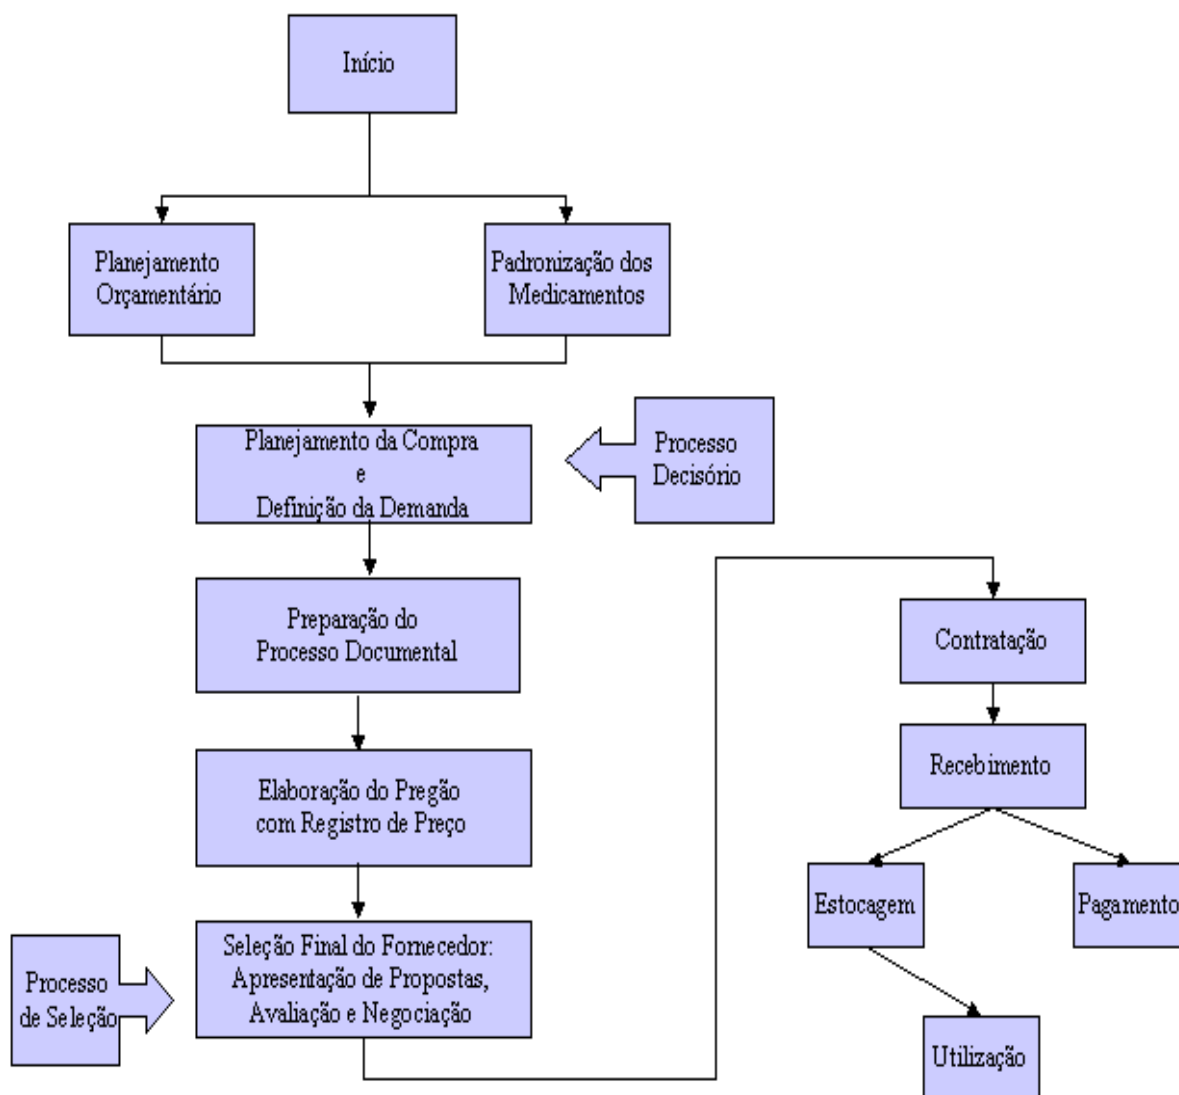 Início
Planejamento
Orçamentário
Padronização dos
Medicamentos
Planejamento da Compra
e
Definição da Demanda
Processo
Decisório
Preparação do
Processo Documental
Elaboração do Pregão
com Registro de Preço
Seleção Final do Fornecedor:
Apresentação de Propostas,
Avaliação e Negociação
Processo
de Seleção
Contratação
Recebimento
Estocagem
Pagamento
Utilização